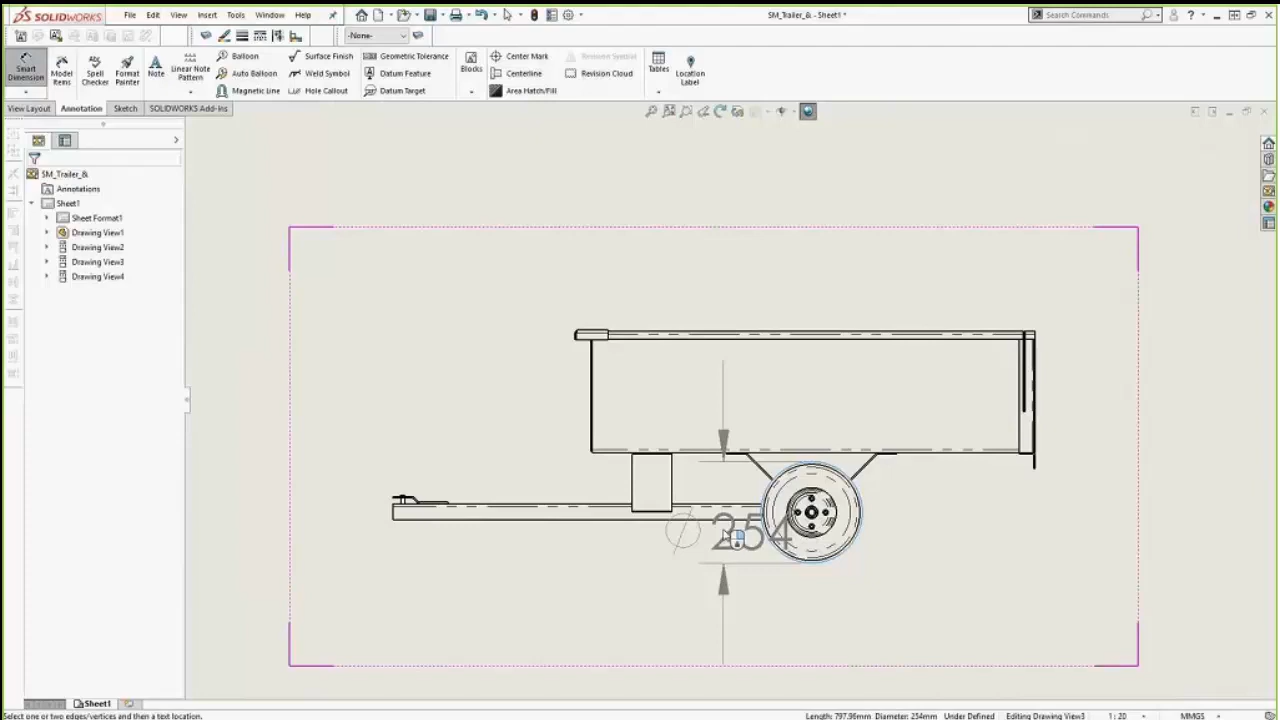 SOLIDWORKS File Edit View Insert Tools Window Help SM_Trailer_& - Sheet1 * Search Commands
-None-
Smart Dimension Model Items Spell Checker Format Painter Note Linear Note Pattern Balloon Surface Finish Geometric Tolerance Blocks Center Mark Remove Symbol Tables Location Label
Auto Balloon Weld Symbol Datum Feature Centerline Revision Cloud
Magnetic Line Hole Callout Datum Target Area Hatch/Fill
View Layout Annotation Sketch SOLIDWORKS Add-Ins
SM_Trailer_&
Annotations
Sheet1
Sheet Format1
Drawing View1
Drawing View2
Drawing View3
Drawing View4
∅ 254
Sheet1
Select one or two edges/vertices and then a text location. Length: 797.96mm Diameter: 254mm Under Defined Editing Drawing View3 1 : 20 MMGS